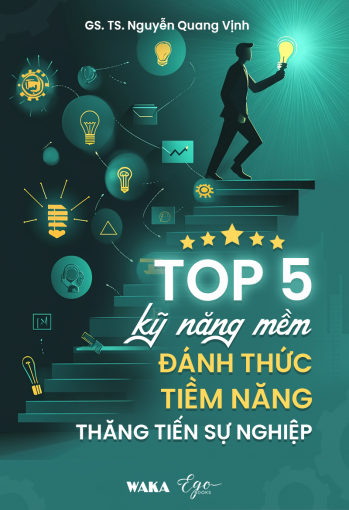 GS. TS. Nguyễn Quang Vịnh
TOP 5
kỹ năng mềm
ĐÁNH THỨC
TIỀM NĂNG
THĂNG TIẾN SỰ NGHIỆP
WAKA Ego
BOOKS